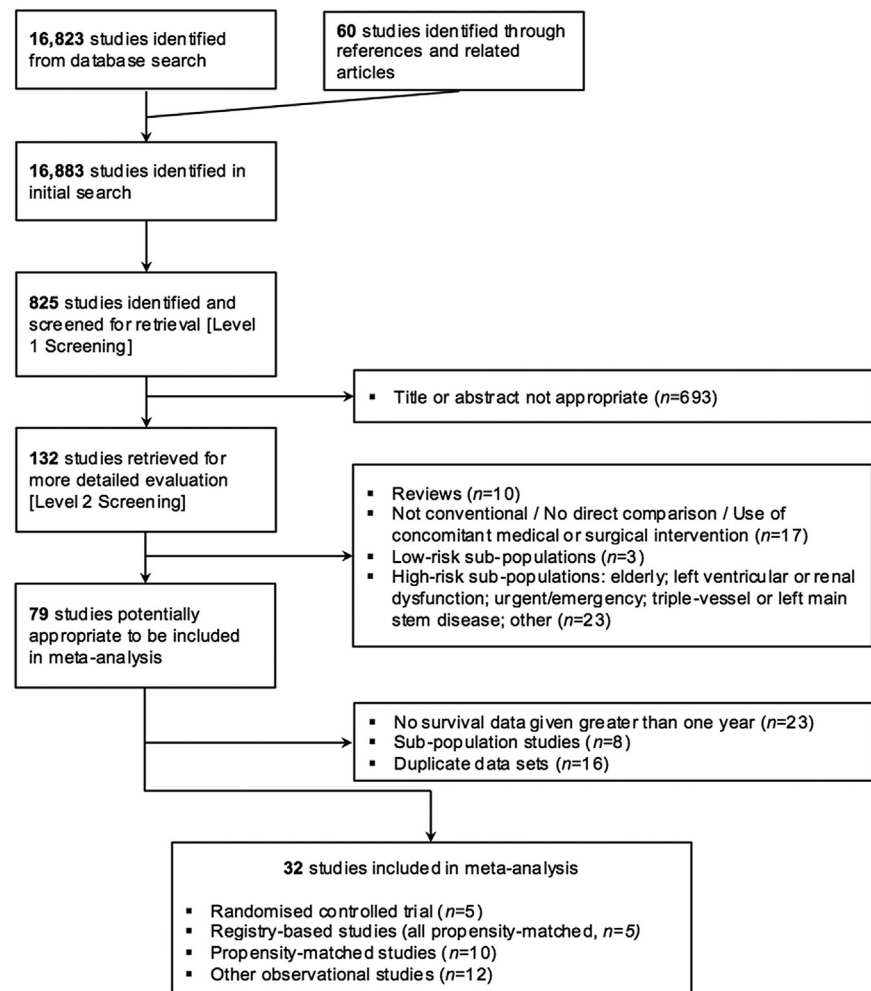 16,823 studies identified
from database search
60 studies identified through
references and related
articles
16,883 studies identified in
initial search
825 studies identified and
screened for retrieval [Level
1 Screening]
▪ Title or abstract not appropriate (n=693)
132 studies retrieved for
more detailed evaluation
[Level 2 Screening]
▪ Reviews (n=10)
▪ Not conventional / No direct comparison / Use of
concomitant medical or surgical intervention (n=17)
▪ Low-risk sub-populations (n=3)
▪ High-risk sub-populations: elderly; left ventricular or renal
dysfunction; urgent/emergency; triple-vessel or left main
stem disease; other (n=23)
79 studies potentially
appropriate to be included
in meta-analysis
▪ No survival data given greater than one year (n=23)
▪ Sub-population studies (n=8)
▪ Duplicate data sets (n=16)
32 studies included in meta-analysis
▪ Randomised controlled trial (n=5)
▪ Registry-based studies (all propensity-matched, n=5)
▪ Propensity-matched studies (n=10)
▪ Other observational studies (n=12)